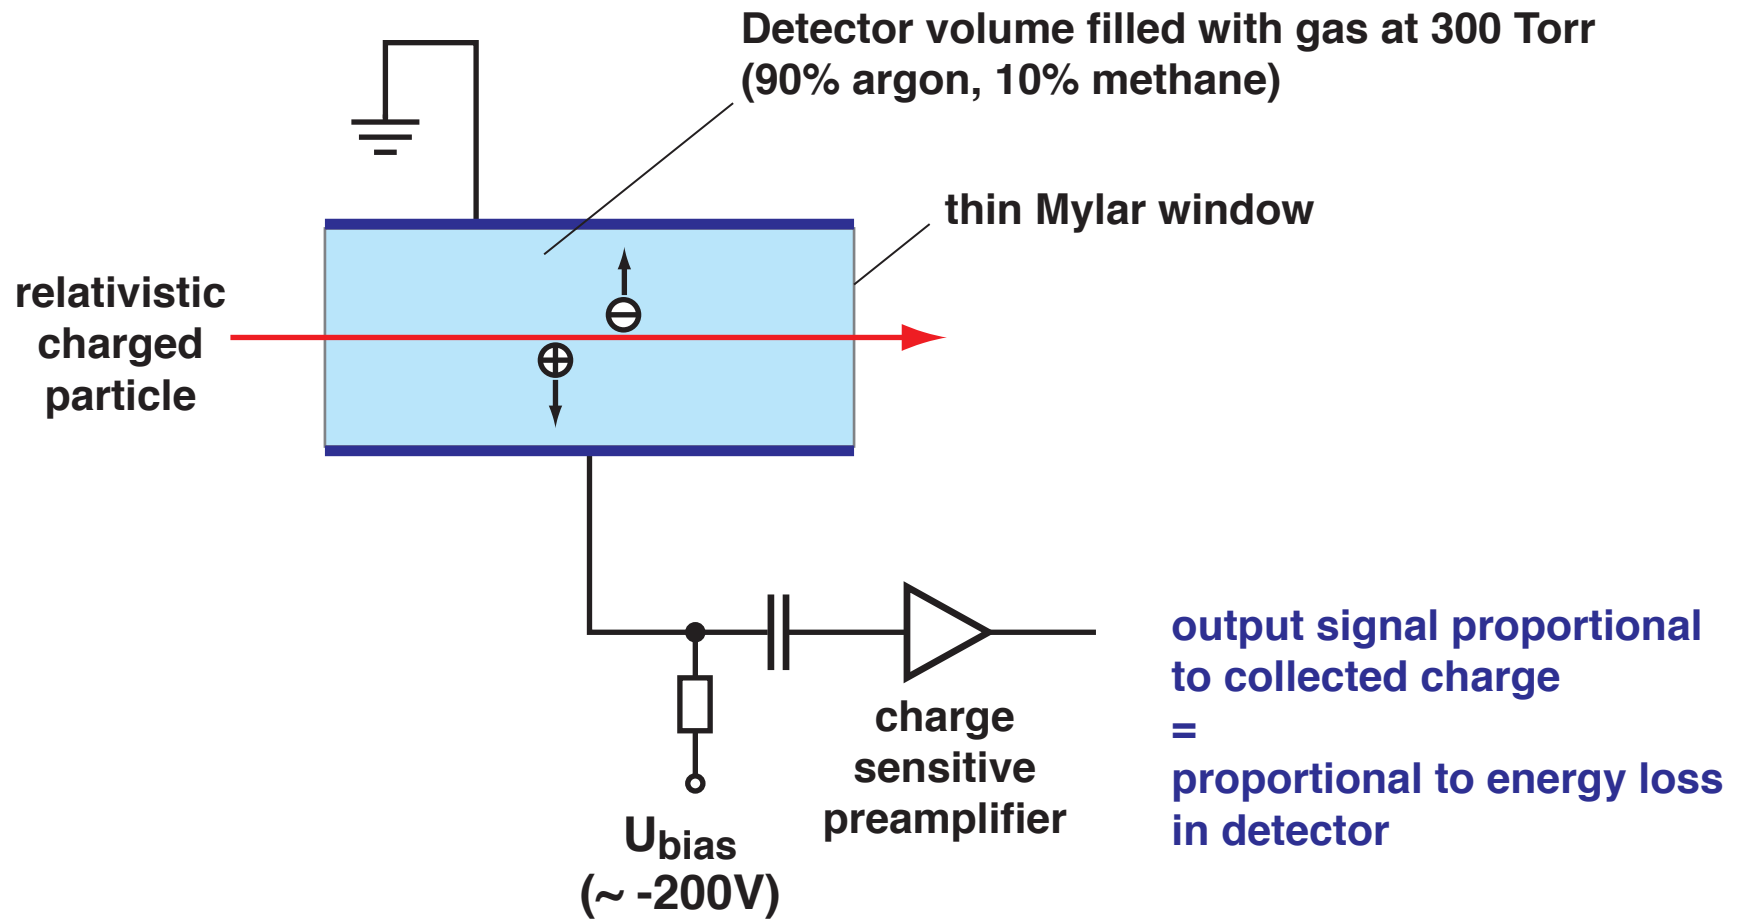 Detector volume filled with gas at 300 Torr
(90% argon, 10% methane)
thin Mylar window
relativistic
charged
particle
charge
sensitive
preamplifier
Ubias
(~ -200V)
output signal proportional
to collected charge
=
proportional to energy loss
in detector